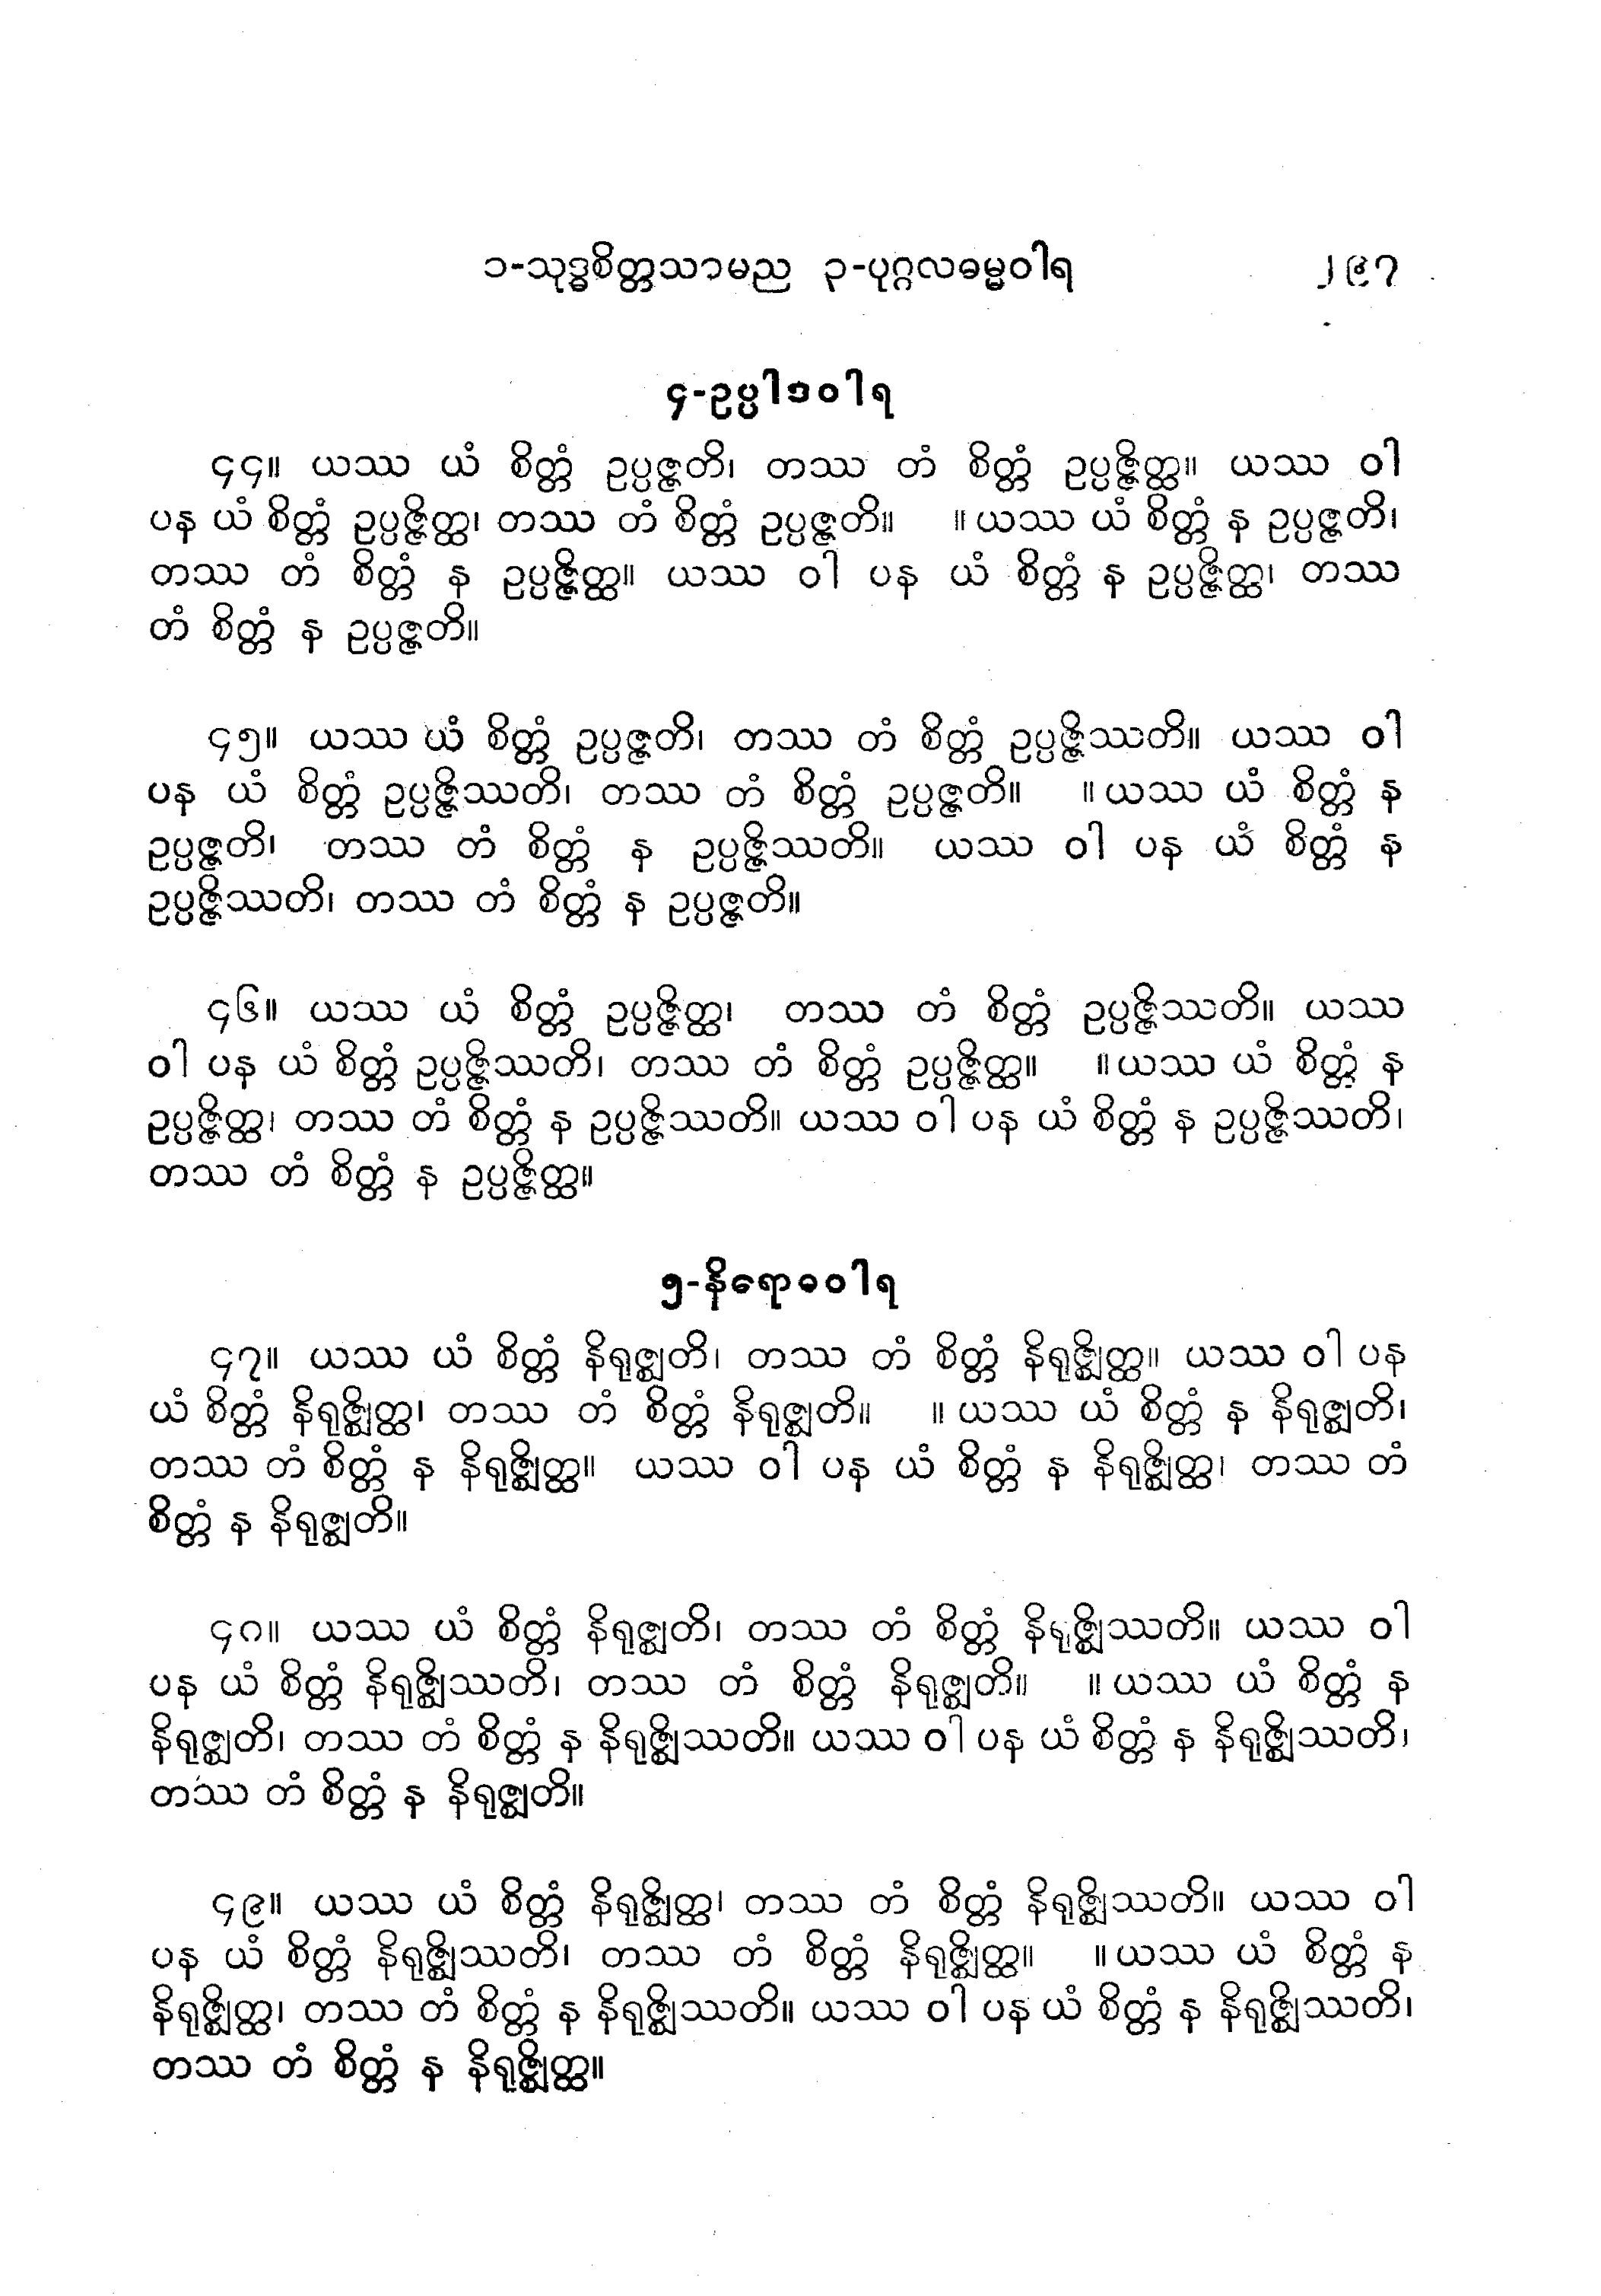 ၁-သုဒ္ဓစိတ္တသာမည ၃-ပုဂ္ဂလဓမ္မဝါရ ၂၉၇
၄-ဥပ္ပါဒဝါရ
၄၄။ ယဿ ယံ စိတ္တံ ဥပ္ပဇ္ဇတိ၊ တဿ တံ စိတ္တံ ဥပ္ပဇ္ဇိတ္ထ။ ယဿ ဝါ
ပန ယံ စိတ္တံ ဥပ္ပဇ္ဇိတ္ထ၊ တဿ တံ စိတ္တံ ဥပ္ပဇ္ဇတိ။ ။ ယဿ ယံ စိတ္တံ န ဥပ္ပဇ္ဇတိ၊
တဿ တံ စိတ္တံ န ဥပ္ပဇ္ဇိတ္ထ။ ယဿ ဝါ ပန ယံ စိတ္တံ န ဥပ္ပဇ္ဇိတ္ထ၊ တဿ
တံ စိတ္တံ န ဥပ္ပဇ္ဇတိ။
၄၅။ ယဿ ယံ စိတ္တံ ဥပ္ပဇ္ဇတိ၊ တဿ တံ စိတ္တံ ဥပ္ပဇ္ဇိဿတိ။ ယဿ ဝါ
ပန ယံ စိတ္တံ ဥပ္ပဇ္ဇိဿတိ၊ တဿ တံ စိတ္တံ ဥပ္ပဇ္ဇတိ။ ။ ယဿ ယံ စိတ္တံ န
ဥပ္ပဇ္ဇတိ၊ တဿ တံ စိတ္တံ န ဥပ္ပဇ္ဇိဿတိ။ ယဿ ဝါ ပန ယံ စိတ္တံ န
ဥပ္ပဇ္ဇိဿတိ၊ တဿ တံ စိတ္တံ န ဥပ္ပဇ္ဇတိ။
၄၆။ ယဿ ယံ စိတ္တံ ဥပ္ပဇ္ဇိတ္ထ၊ တဿ တံ စိတ္တံ ဥပ္ပဇ္ဇိဿတိ။ ယဿ
ဝါ ပန ယံ စိတ္တံ ဥပ္ပဇ္ဇိဿတိ၊ တဿ တံ စိတ္တံ ဥပ္ပဇ္ဇိတ္ထ။ ။ ယဿ ယံ စိတ္တံ န
ဥပ္ပဇ္ဇိတ္ထ၊ တဿ တံ စိတ္တံ န ဥပ္ပဇ္ဇိဿတိ။ ယဿ ဝါ ပန ယံ စိတ္တံ န ဥပ္ပဇ္ဇိဿတိ၊
တဿ တံ စိတ္တံ န ဥပ္ပဇ္ဇိတ္ထ။
၅-နိရောဓဝါရ
၄၇။ ယဿ ယံ စိတ္တံ နိရုဇ္ဈတိ၊ တဿ တံ စိတ္တံ နိရုဇ္ဈိတ္ထ။ ယဿ ဝါ ပန
ယံ စိတ္တံ နိရုဇ္ဈိတ္ထ၊ တဿ တံ စိတ္တံ နိရုဇ္ဈတိ။ ။ ယဿ ယံ စိတ္တံ န နိရုဇ္ဈတိ၊
တဿ တံ စိတ္တံ န နိရုဇ္ဈိတ္ထ။ ယဿ ဝါ ပန ယံ စိတ္တံ န နိရုဇ္ဈိတ္ထ၊ တဿ တံ
စိတ္တံ န နိရုဇ္ဈတိ။
၄၈။ ယဿ ယံ စိတ္တံ နိရုဇ္ဈတိ၊ တဿ တံ စိတ္တံ နိရုဇ္ဈိဿတိ။ ယဿ ဝါ
ပန ယံ စိတ္တံ နိရုဇ္ဈိဿတိ၊ တဿ တံ စိတ္တံ နိရုဇ္ဈတိ။ ။ ယဿ ယံ စိတ္တံ န
နိရုဇ္ဈတိ၊ တဿ တံ စိတ္တံ န နိရုဇ္ဈိဿတိ။ ယဿ ဝါ ပန ယံ စိတ္တံ န နိရုဇ္ဈိဿတိ၊
တဿ တံ စိတ္တံ န နိရုဇ္ဈတိ။
၄၉။ ယဿ ယံ စိတ္တံ နိရုဇ္ဈိတ္ထ၊ တဿ တံ စိတ္တံ နိရုဇ္ဈိဿတိ။ ယဿ ဝါ
ပန ယံ စိတ္တံ နိရုဇ္ဈိဿတိ၊ တဿ တံ စိတ္တံ နိရုဇ္ဈိတ္ထ။ ။ ယဿ ယံ စိတ္တံ န
နိရုဇ္ဈိတ္ထ၊ တဿ တံ စိတ္တံ န နိရုဇ္ဈိဿတိ။ ယဿ ဝါ ပန ယံ စိတ္တံ န နိရုဇ္ဈိဿတိ၊
တဿ တံ စိတ္တံ န နိရုဇ္ဈိတ္ထ။